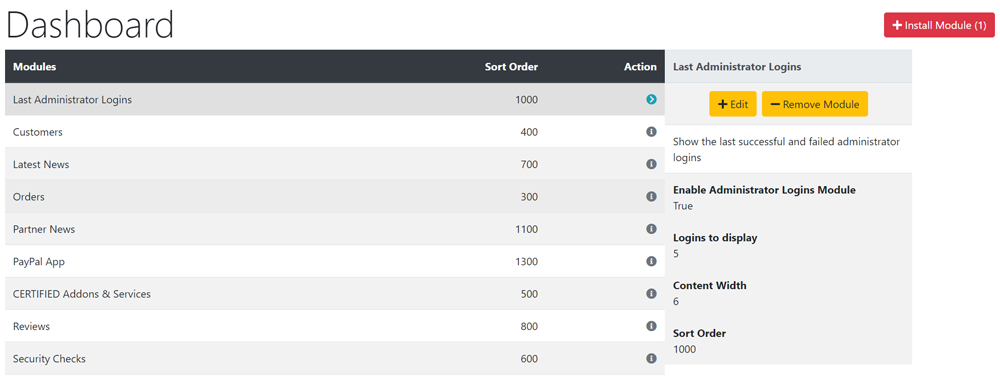 Dashboard
Install Module (1)
Modules Sort Order Action
Last Administrator Logins 1000
Customers 400
Latest News 700
Orders 300
Partner News 1100
PayPal App 1300
CERTIFIED Addons & Services 500
Reviews 800
Security Checks 600
Last Administrator Logins
Edit Remove Module
Show the last successful and failed administrator
logins
Enable Administrator Logins Module
True
Logins to display
5
Content Width
6
Sort Order
1000